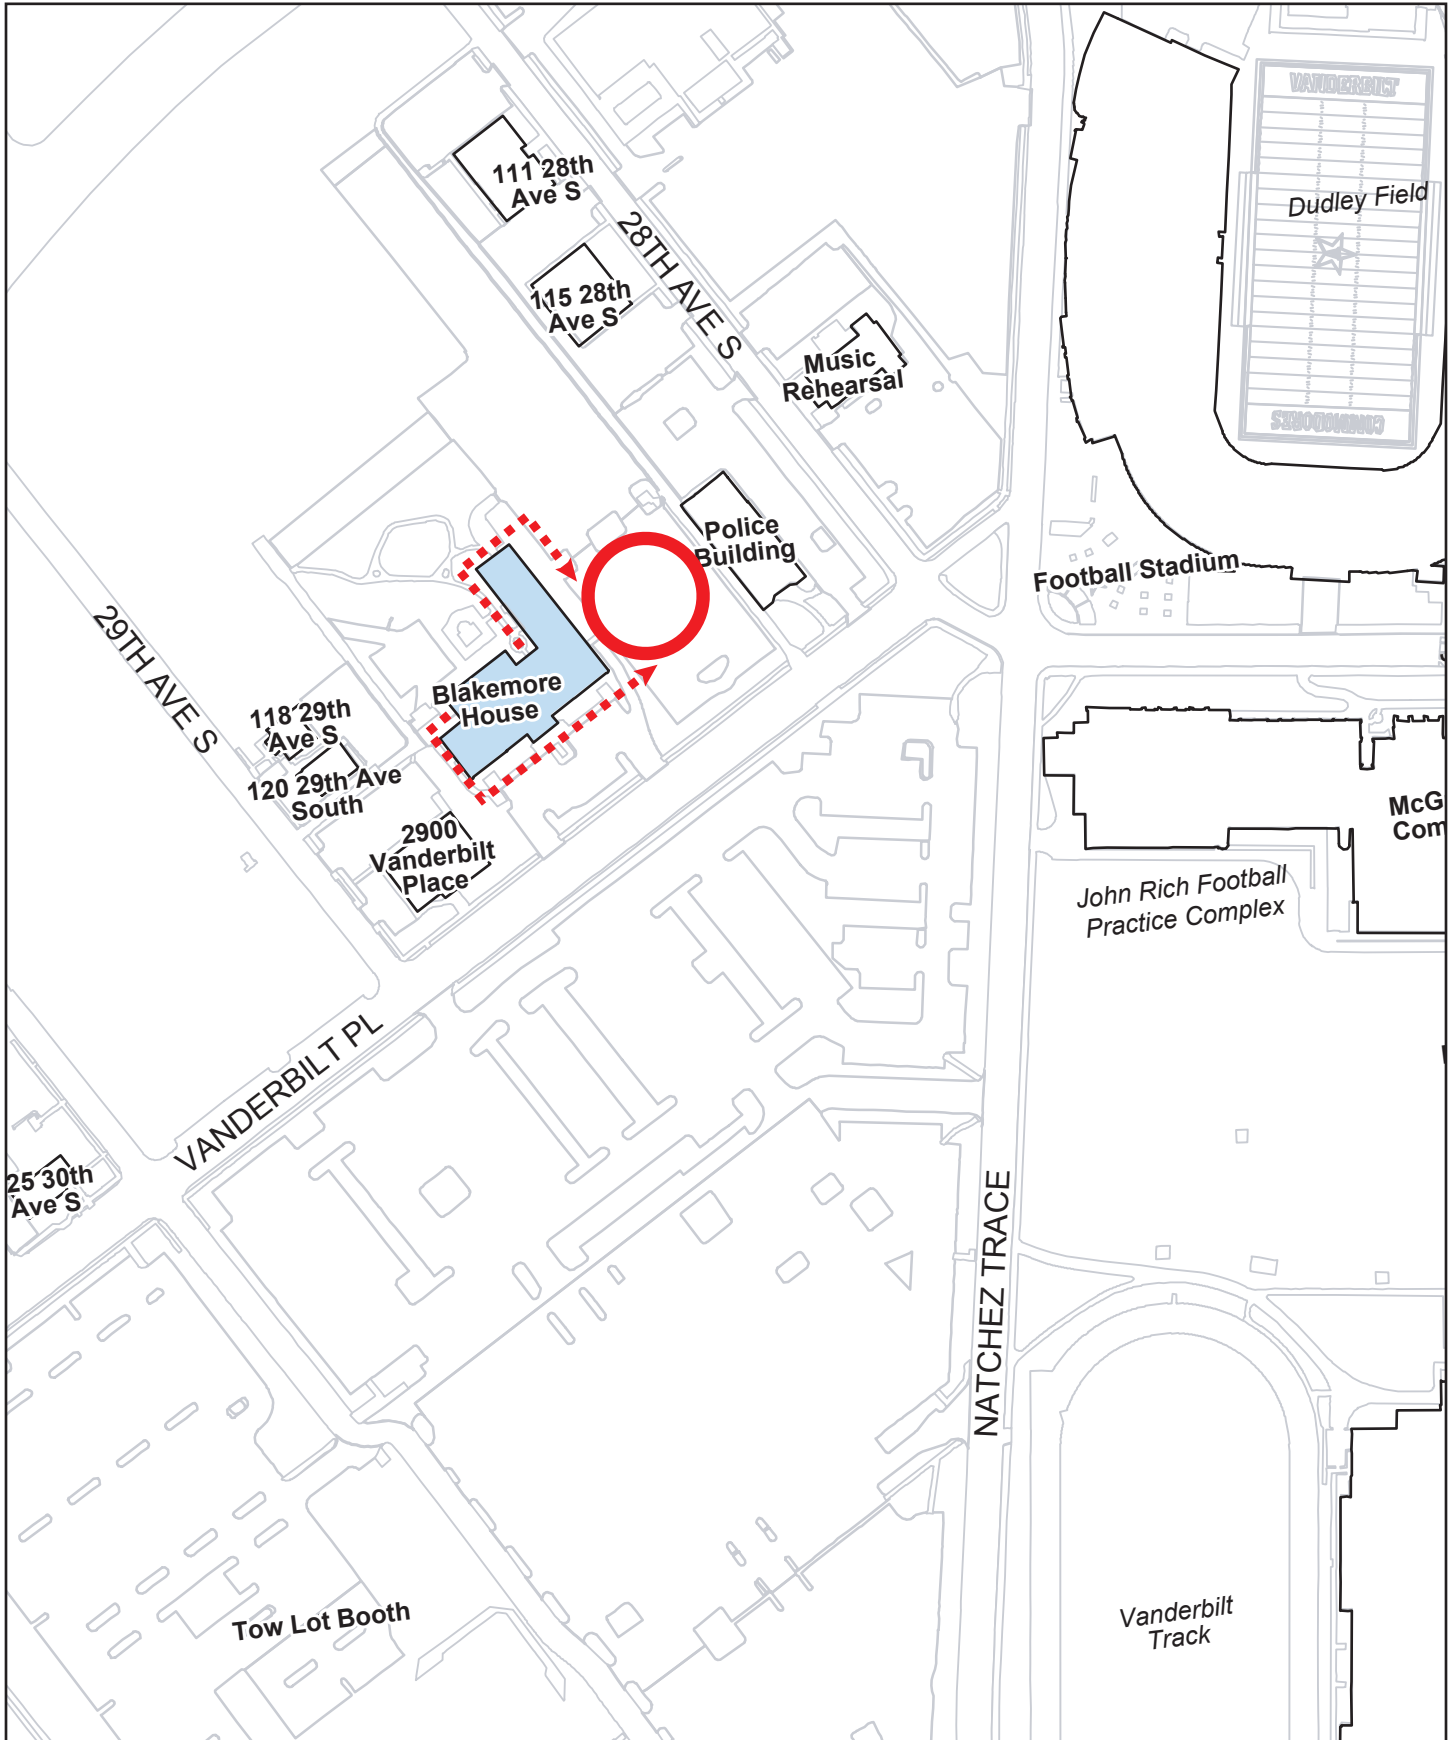 VANDERBILT
111 28th
Ave S
Dudley Field
28TH AVE S
115 28th
Ave S
Music
Rehearsal
COMMODORES
Police
Building
Football Stadium
29TH AVE S
Blakemore
House
118 29th
Ave S
120 29th Ave
South
2900
Vanderbilt
Place
McG
Com
John Rich Football
Practice Complex
VANDERBILT PL
25 30th
Ave S
NATCHEZ TRACE
Tow Lot Booth
Vanderbilt
Track